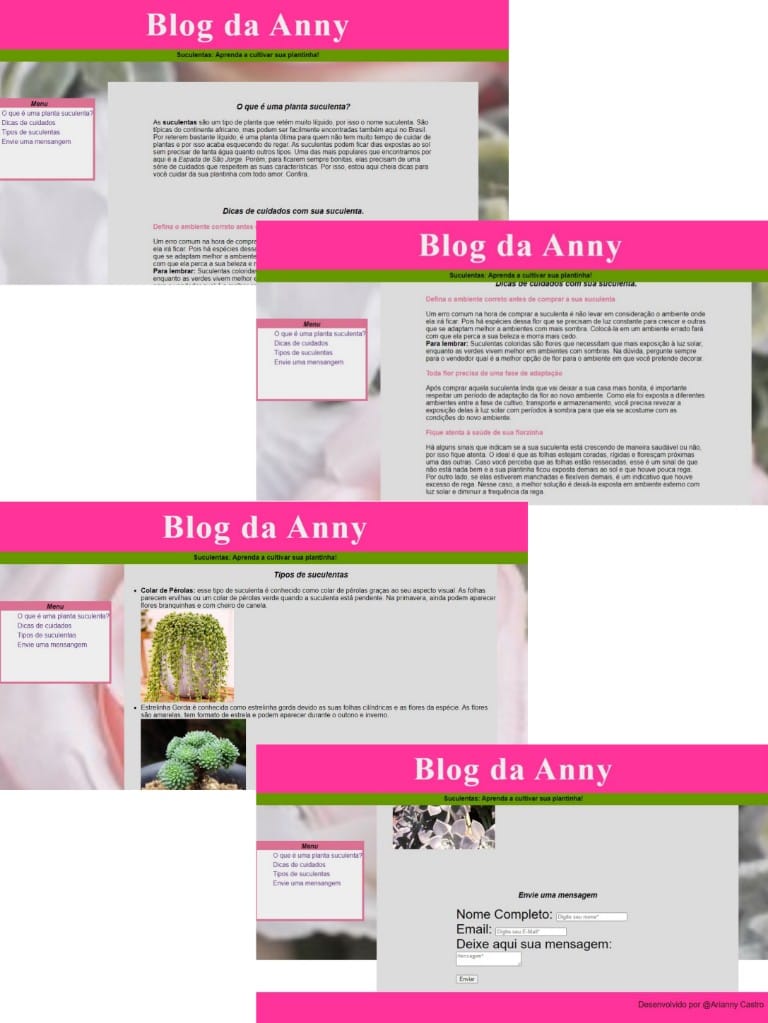 Blog da Anny
Suculentas: Aprenda a cultivar sua plantinha!
Menu
O que é uma planta suculenta?
Dicas de cuidados
Tipos de suculentas
Envie uma mensagem
O que é uma planta suculenta?
As suculentas são um tipo de planta que retém muito líquido, por isso o nome suculenta. São
típicas do continente africano, mas podem ser facilmente encontradas também aqui no Brasil.
Por reterem bastante líquido, é uma planta ótima para quem não tem muito tempo de cuidar de
plantas e por isso acaba esquecendo de regar. As suculentas podem ficar dias expostas ao sol
sem precisar de tanta água quanto outros tipos. Uma das mais populares que encontramos por
aqui é a Espada de São Jorge. Porém, para ficarem sempre bonitas, elas precisam de uma
série de cuidados que respeitem as suas características. Por isso, estou aqui cheia dicas para
você cuidar da sua plantinha com todo amor. Confira.
Dicas de cuidados com sua suculenta.
Defina o ambiente correto antes
Um erro comum na hora de compra
ela irá ficar. Pois há espécies dess
que se adaptam melhor a ambientes
com que ela perca a sua beleza e
Para lembrar: Suculentas coloridas
enquanto as verdes vivem melhor
Blog da Anny
Suculentas: Aprenda a cultivar sua plantinha!
Dicas de cuidados com sua suculenta.
Menu
O que é uma planta suculenta?
Dicas de cuidados
Tipos de suculentas
Envie uma mensangem
Defina o ambiente correto antes de comprar a sua suculenta
Um erro comum na hora de comprar a suculenta é não levar em consideração o ambiente onde
ela irá ficar. Pois há espécies dessa flor que se precisam de luz constante para crescer e outras
que se adaptam melhor a ambientes com mais sombra. Colocá-la em um ambiente errado fará
com que ela perca a sua beleza e morra mais cedo.
Para lembrar: Suculentas coloridas são flores que necessitam que mais exposição à luz solar,
enquanto as verdes vivem melhor em ambientes com sombras. Na dúvida, pergunte sempre
para o vendedor qual é a melhor opção de flor para o ambiente em que você pretende decorar.
Toda flor precisa de uma fase de adaptação
Após comprar aquela suculenta linda que vai deixar a sua casa mais bonita, é importante
respeitar um período de adaptação da flor ao novo ambiente. Como ela foi exposta a diferentes
ambientes entre a fase de cultivo, transporte e armazenamento, você precisa revezar a
exposição delas à luz solar com períodos à sombra para que ela se acostume com as
condições do novo ambiente.
Fique atenta à saúde de sua florzinha
Há alguns sinais que indicam se a sua suculenta está crescendo de maneira saudável ou não,
por isso fique atenta. O ideal é que as folhas estejam coradas, rígidas e floresçam próximas
uma das outras. Caso você perceba que as folhas estão ressecadas, esse é um sinal de que
não está nada bem e a sua plantinha ficou exposta demais ao sol e que houve pouca rega.
Por outro lado, se elas estiverem manchadas e flexíveis demais, é um indicativo que houve
excesso de rega. Nesse caso, a melhor solução é deixá-la exposta em ambiente externo com
luz solar e diminuir a frequência da rega.
Blog da Anny
Suculentas: Aprenda a cultivar sua plantinha!
Menu
O que é uma planta suculenta?
Dicas de cuidados
Tipos de suculentas
Envie uma mensangem
Tipos de suculentas
Colar de Pérolas: esse tipo de suculenta é conhecido como colar de pérolas graças ao seu aspecto visual. As folhas
parecem ervilhas ou um colar de pérolas verde quando a suculenta está pendente. Na primavera, ainda podem aparecer
flores branquinhas e com cheiro de canela.
Estrelinha Gorda:é conhecida como estrelinha gorda devido as suas folhas cilíndricas e as flores da espécie. As flores
são amarelas, tem formato de estrela e podem aparecer durante o outono e inverno.
Blog da Anny
Suculentas: Aprenda a cultivar sua plantinha!
Menu
O que é uma planta suculenta?
Dicas de cuidados
Tipos de suculentas
Envie uma mensangem
Envie uma mensagem
Nome Completo: Digite seu nome*
Email: Digite seu E-Mail*
Deixe aqui sua mensagem:
Mensagem*
Enviar
Desenvolvido por @Arianny Castro